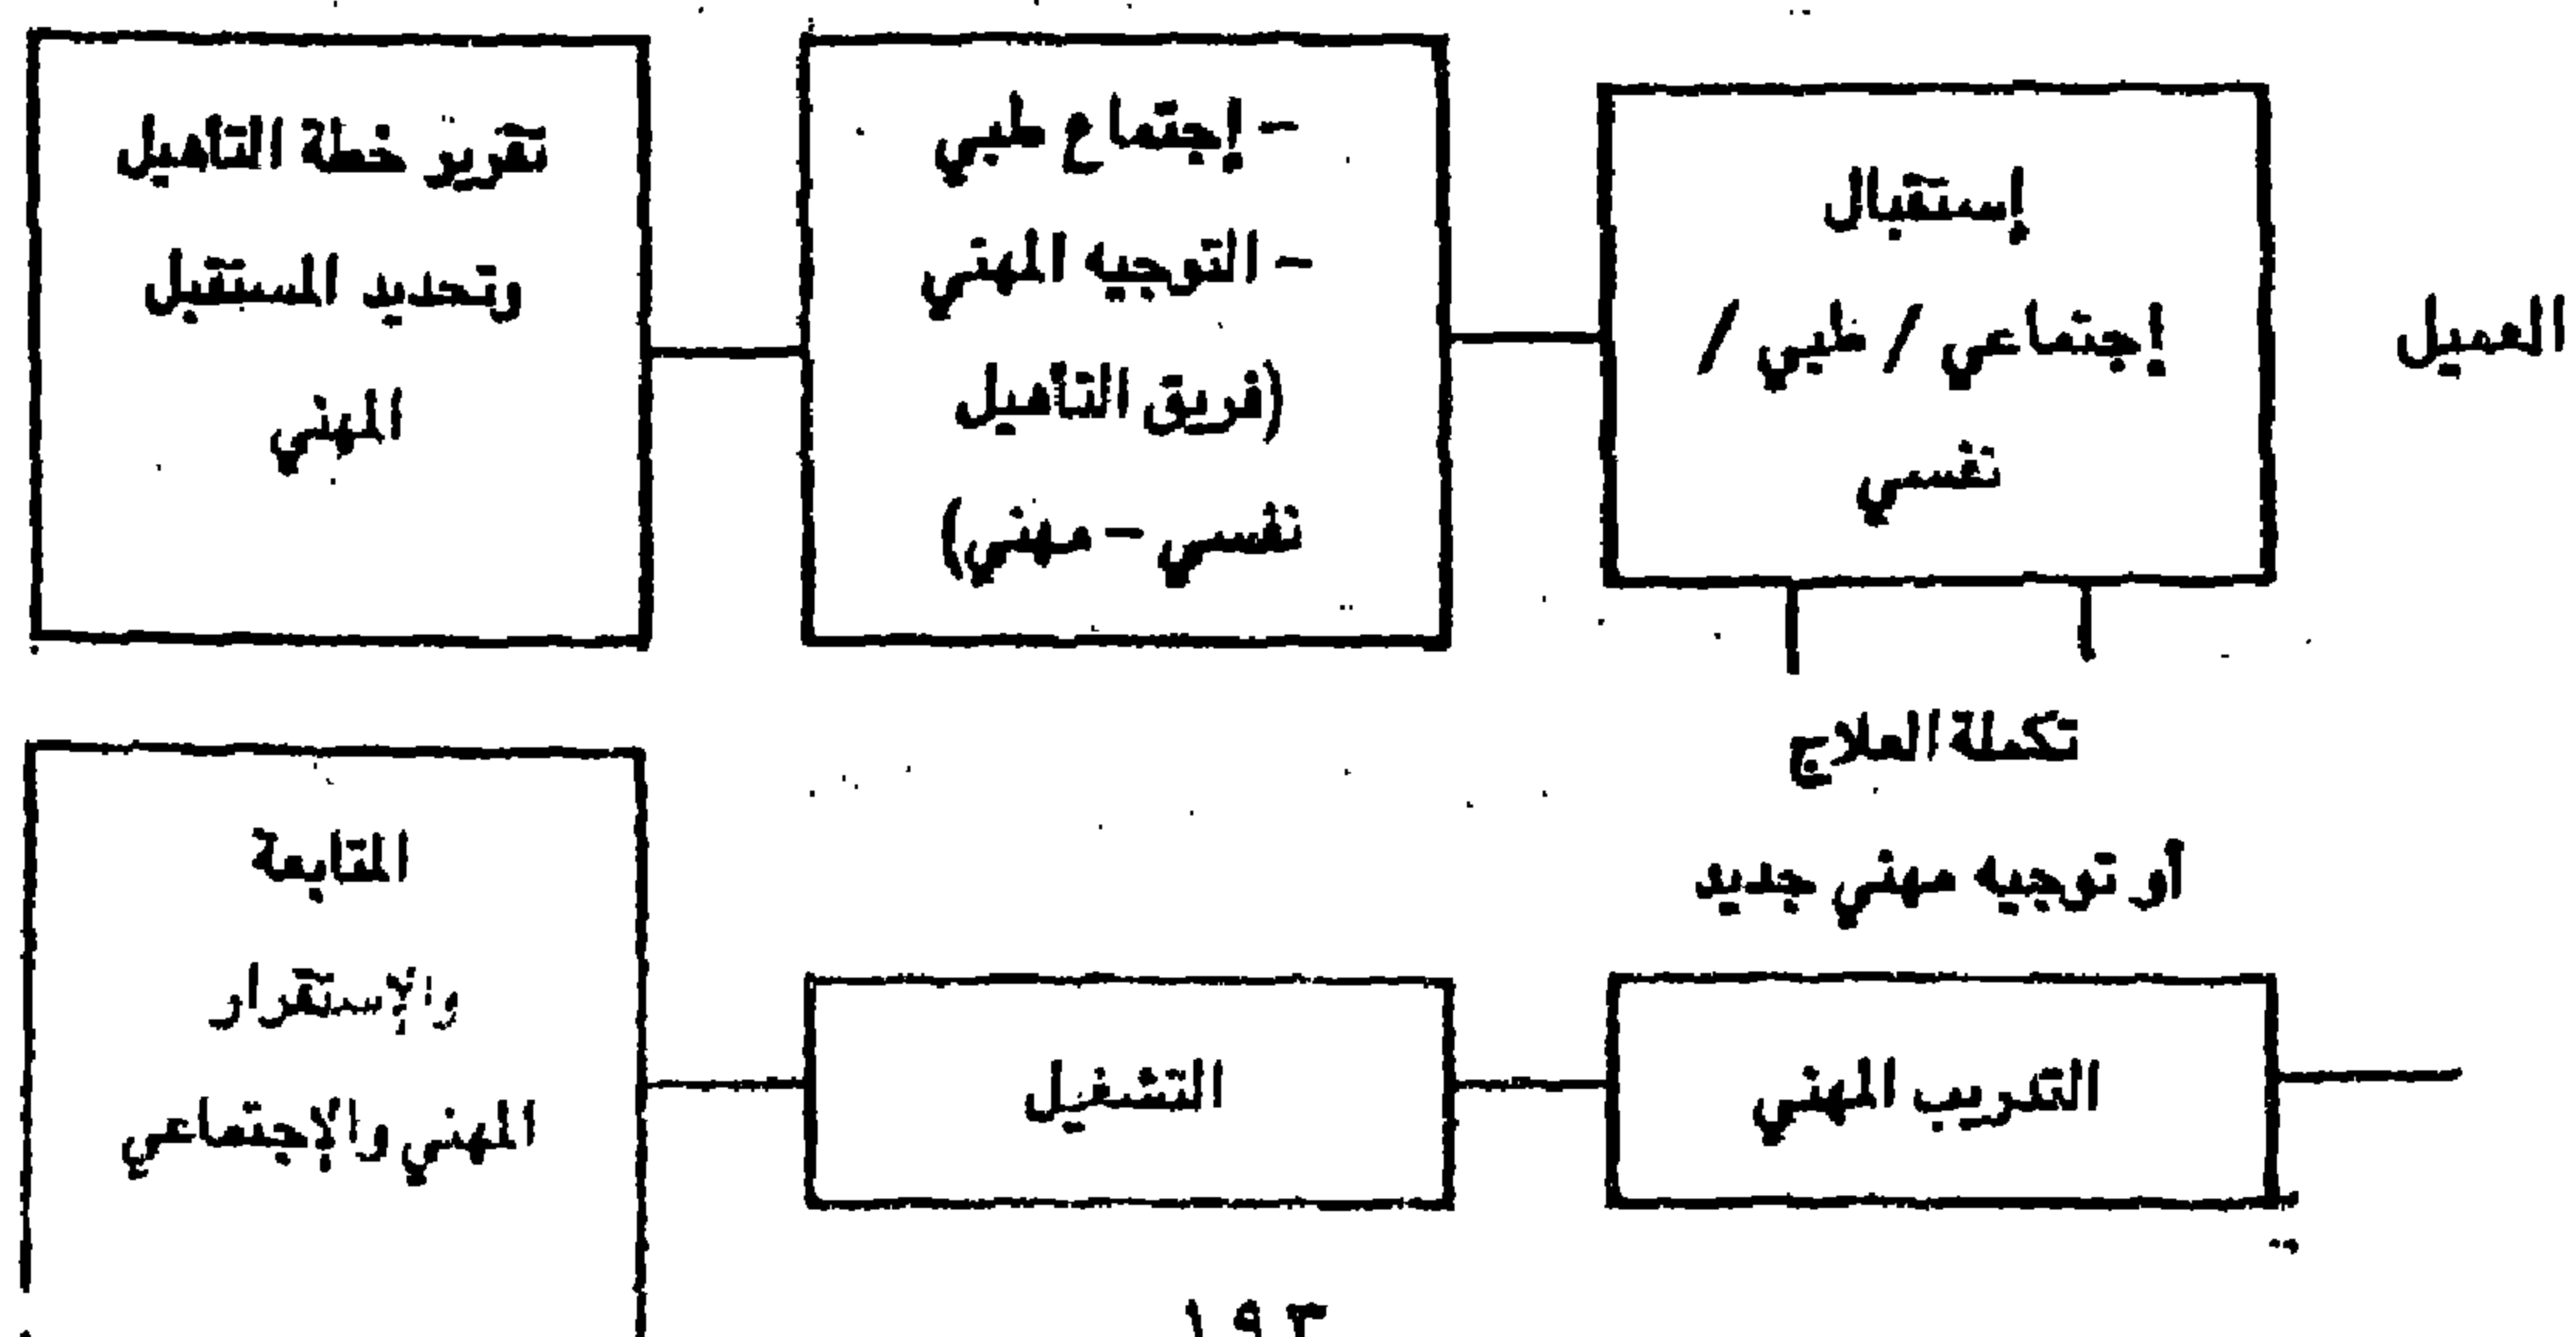 العميل
إستقبال
إجتماعي / طبي /
نفسي
– إجتماع طبي
– التوجيه المهني
(فريق التأهيل
نفسي – مهني)
تقرير خطة التأهيل
وتحديد المستقبل
المهني
تكملة العلاج
أو توجيه مهني جديد
التدريب المهني
التشغيل
المتابعة
والإستقرار
المهني والإجتماعي
١٩٣